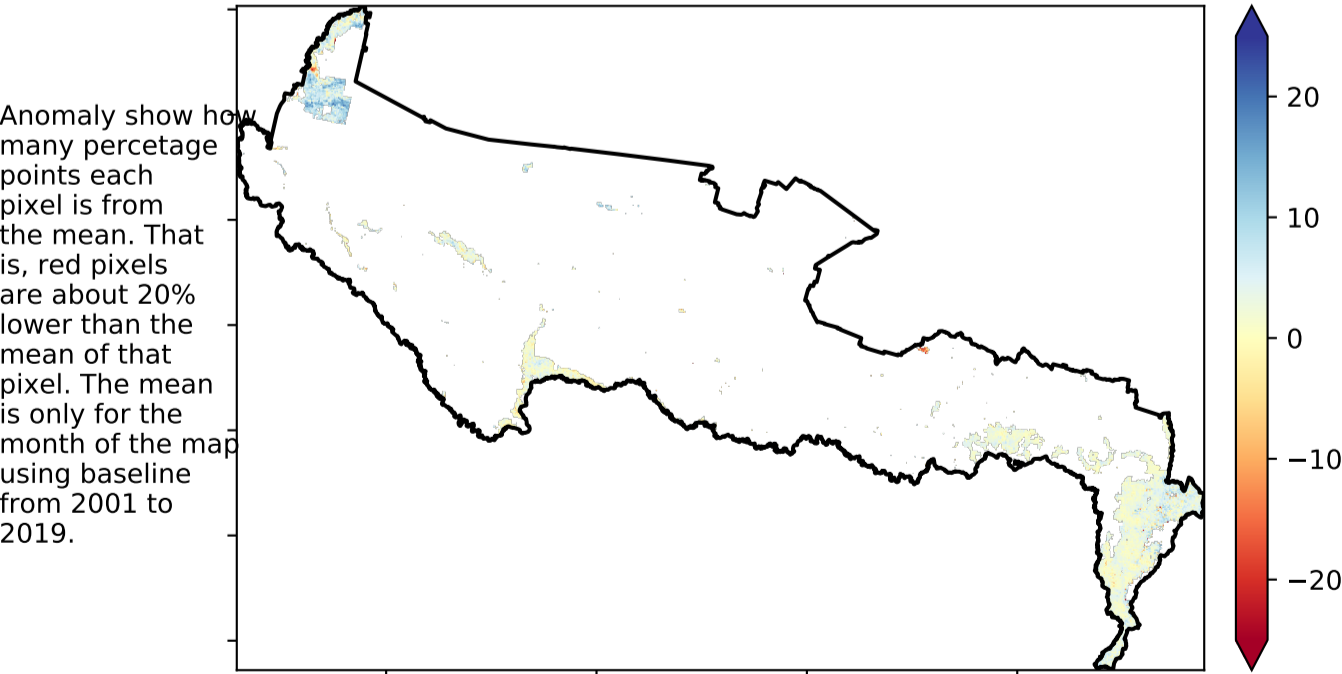 Anomaly show how
many percetage
points each
pixel is from
the mean. That
is, red pixels
are about 20%
lower than the
mean of that
pixel. The mean
is only for the
month of the map
using baseline
from 2001 to
2019.
20
10
0
−10
−20